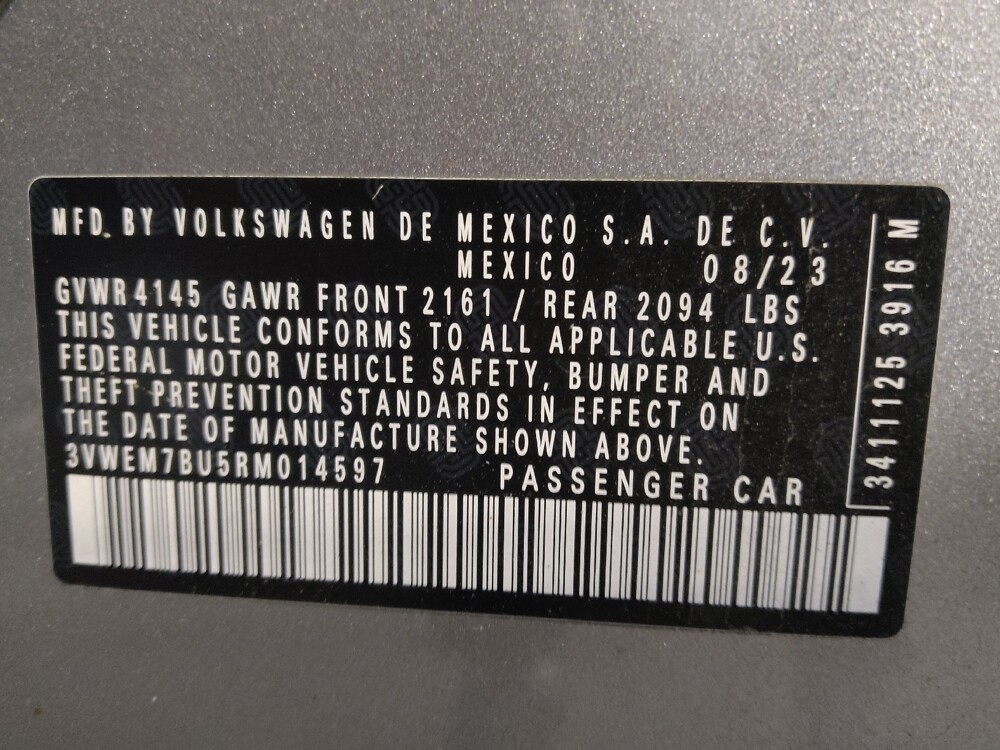 MFD. BY VOLKSWAGEN DE MEXICO S.A. DE C.V.
MEXICO 08/23
GVWR 4145 GAWR FRONT 2161 / REAR 2094 LBS
THIS VEHICLE CONFORMS TO ALL APPLICABLE U.S.
FEDERAL MOTOR VEHICLE SAFETY, BUMPER AND
THEFT PREVENTION STANDARDS IN EFFECT ON
THE DATE OF MANUFACTURE SHOWN ABOVE.
3VWEM7BU5RM014597 PASSENGER CAR
3411125 3916 M